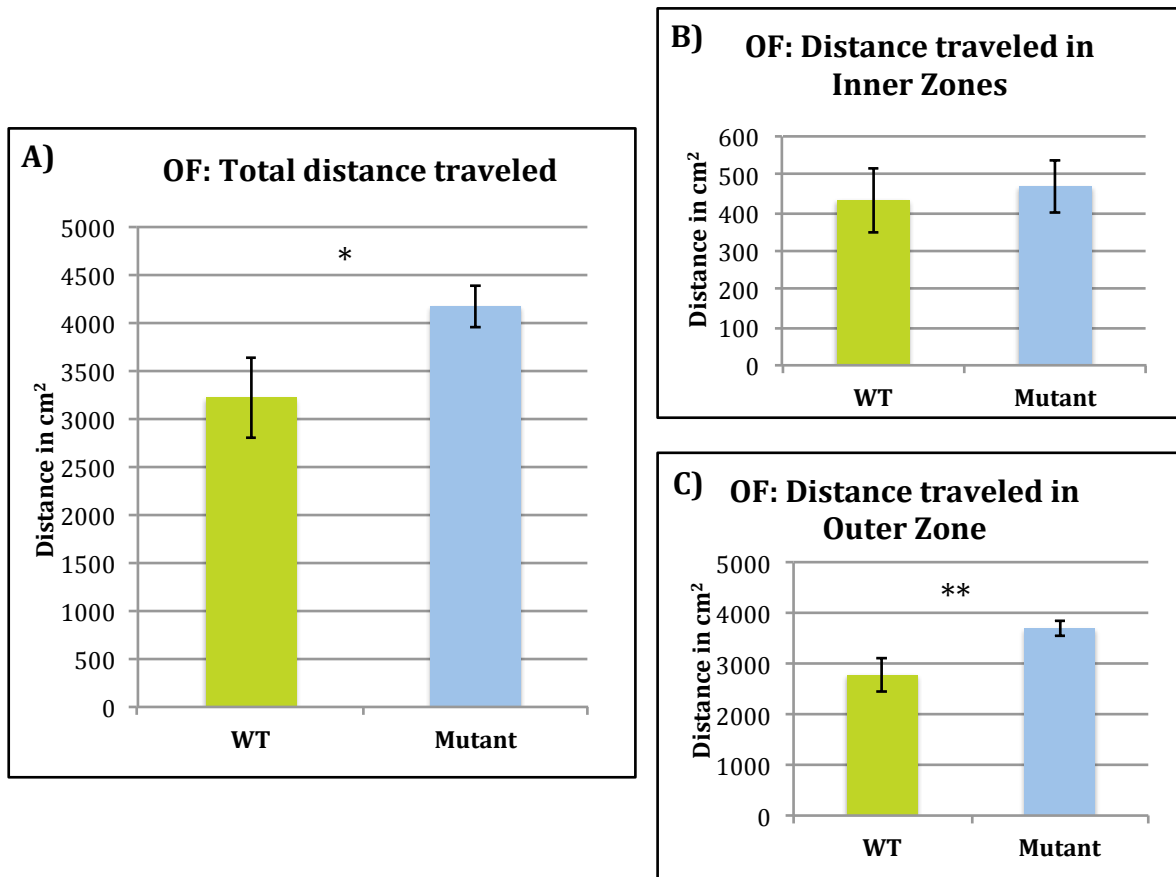 A)
OF: Total distance traveled
Distance in cm²
5000
4500
4000
3500
3000
2500
2000
1500
1000
500
0
*
WT Mutant
B)
OF: Distance traveled in
Inner Zones
Distance in cm²
600
500
400
300
200
100
0
WT Mutant
C)
OF: Distance traveled in
Outer Zone
Distance in cm²
5000
4000
3000
2000
1000
0
**
WT Mutant